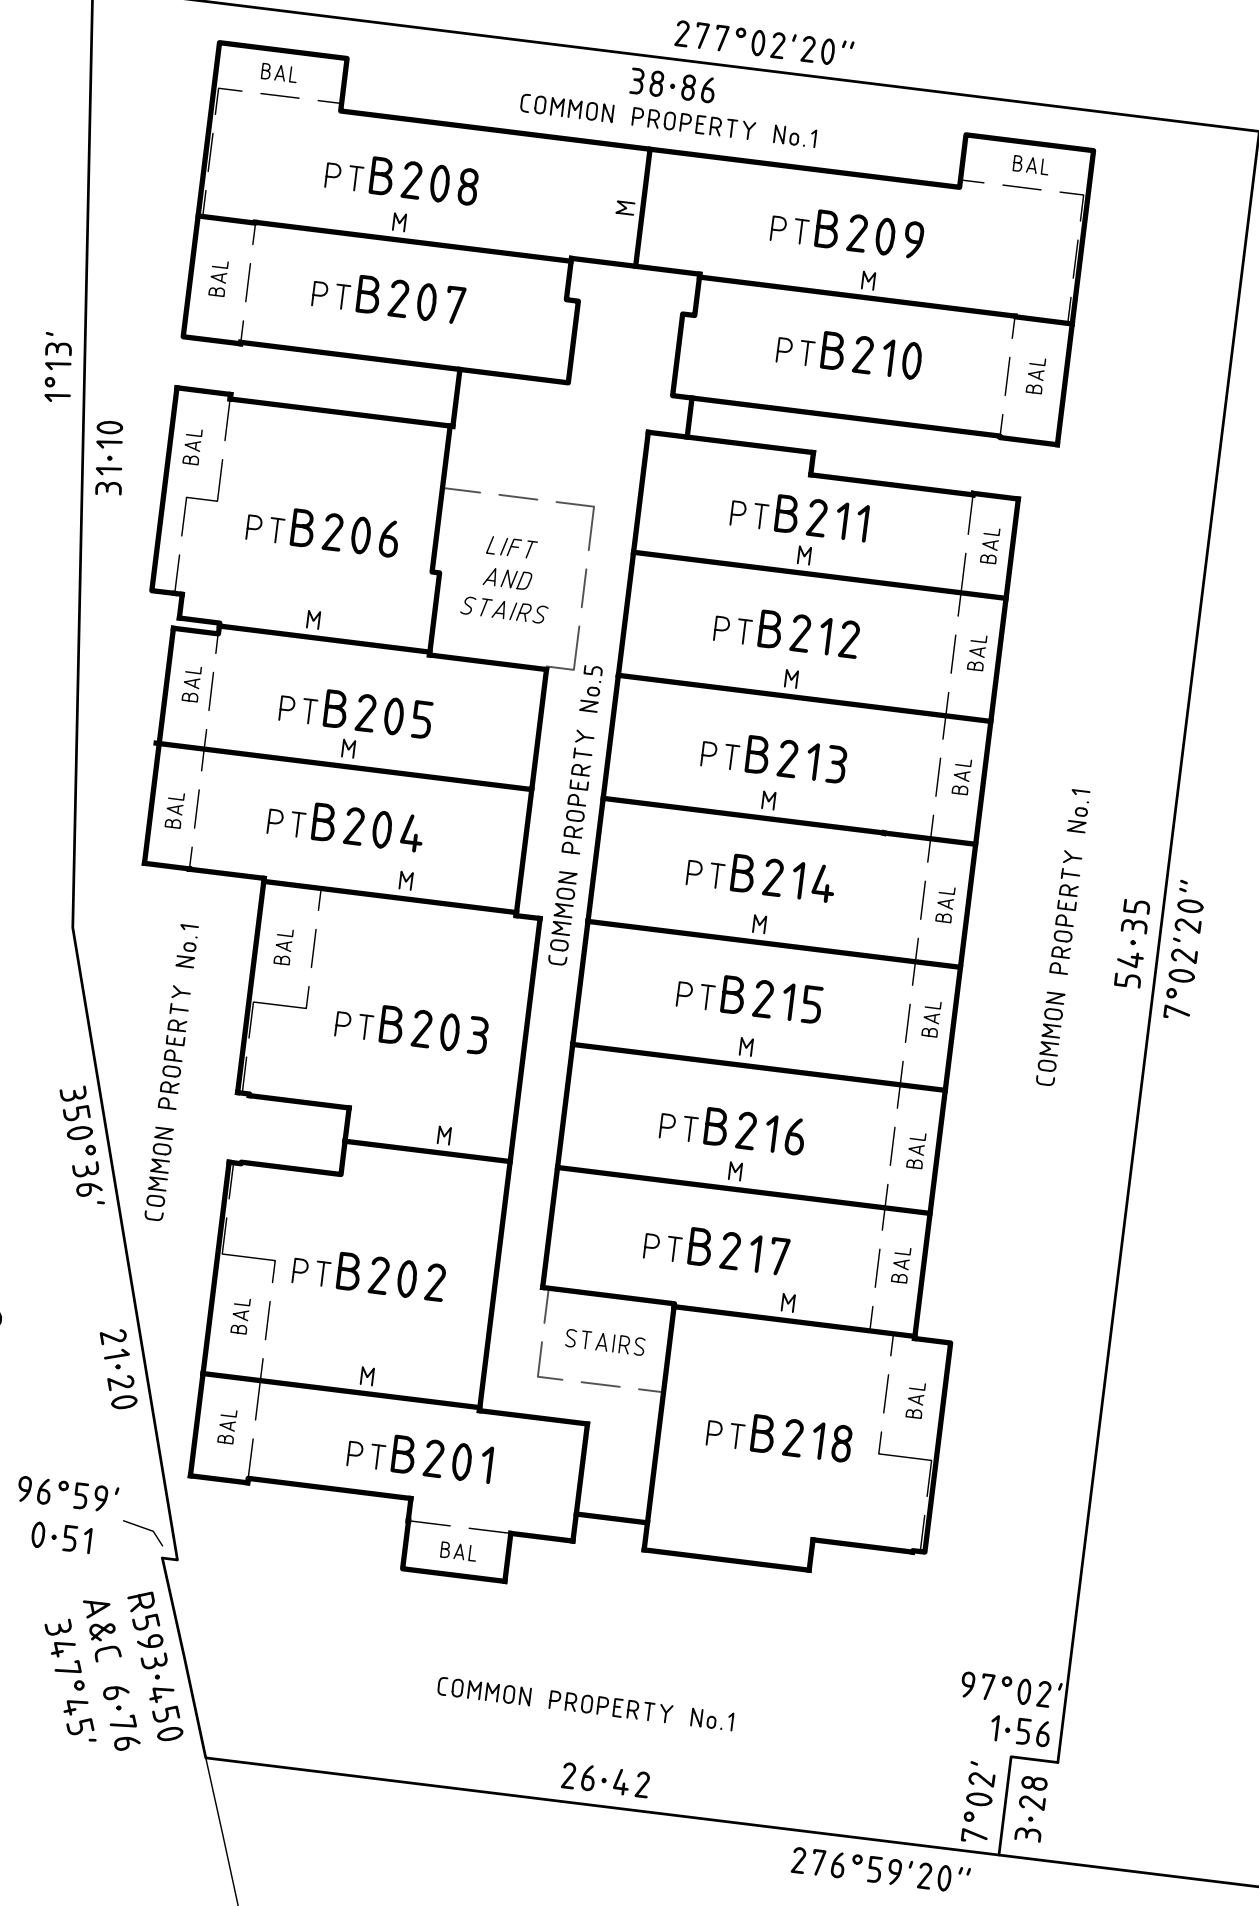 277°02'20"
38·86
COMMON PROPERTY No.1
BAL
BAL
PTB208
M
M
PTB209
M
BAL
PTB207
PTB210
BAL
1°13'
31·10
BAL
PTB206
M
LIFT
AND
STAIRS
PTB211
M
BAL
PTB212
M
BAL
BAL
PTB205
M
COMMON PROPERTY No.5
PTB213
M
BAL
BAL
PTB204
M
PTB214
M
BAL
COMMON PROPERTY No.1
54·35
7°02'20"
COMMON PROPERTY No.1
BAL
PTB203
M
PTB215
M
BAL
PTB216
M
BAL
350°36'
21·20
PTB202
BAL
M
PTB217
M
BAL
STAIRS
BAL
PTB201
BAL
PTB218
BAL
96°59'
0·51
R593·450
A&C 6·76
347°45'
COMMON PROPERTY No.1
97°02'
1·56
7°02'
3·28
26·42
276°59'20"